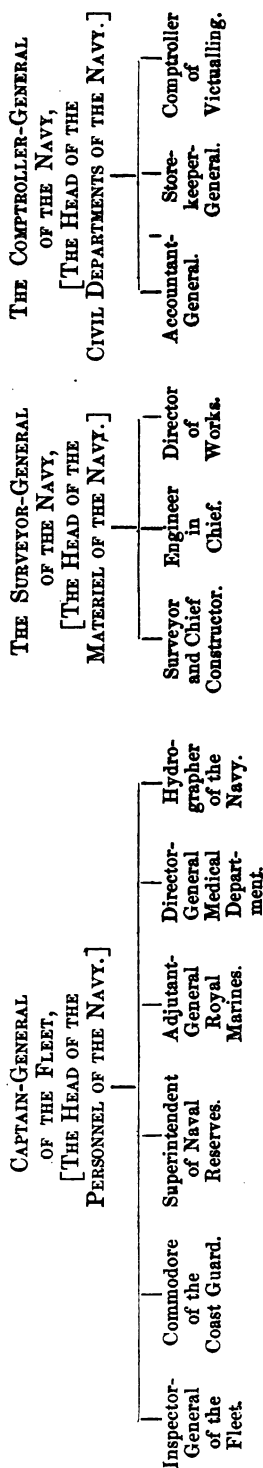 CAPTAIN-GENERAL
OF THE FLEET,
[THE HEAD OF THE
PERSONNEL OF THE NAVY.]
Inspector-
General
of the
Fleet.
Commodore
of the
Coast Guard.
Superintendent
of Naval
Reserves.
Adjutant-
General
Royal
Marines.
Director-
General
Medical
Depart-
ment.
Hydro-
grapher
of the
Navy.
THE SURVEYOR-GENERAL
OF THE NAVY,
[THE HEAD OF THE
MATERIEL OF THE NAVY.]
Surveyor
and Chief
Constructor.
Engineer
in
Chief.
Director
of
Works.
THE COMPTROLLER-GENERAL
OF THE NAVY,
[THE HEAD OF THE
CIVIL DEPARTMENTS OF THE NAVY.]
Accountant-
General.
Store-
keeper-
General.
Comptroller
of
Victualling.